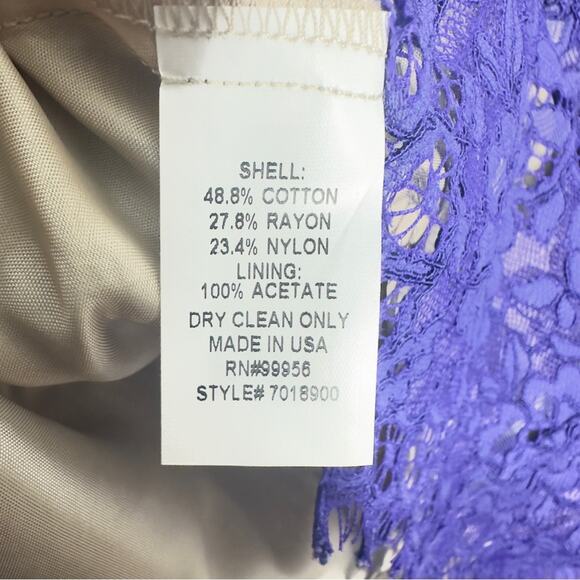 SHELL:
48.8% COTTON
27.8% RAYON
23.4% NYLON
LINING:
100% ACETATE
DRY CLEAN ONLY
MADE IN USA
RN#99956
STYLE# 7018900